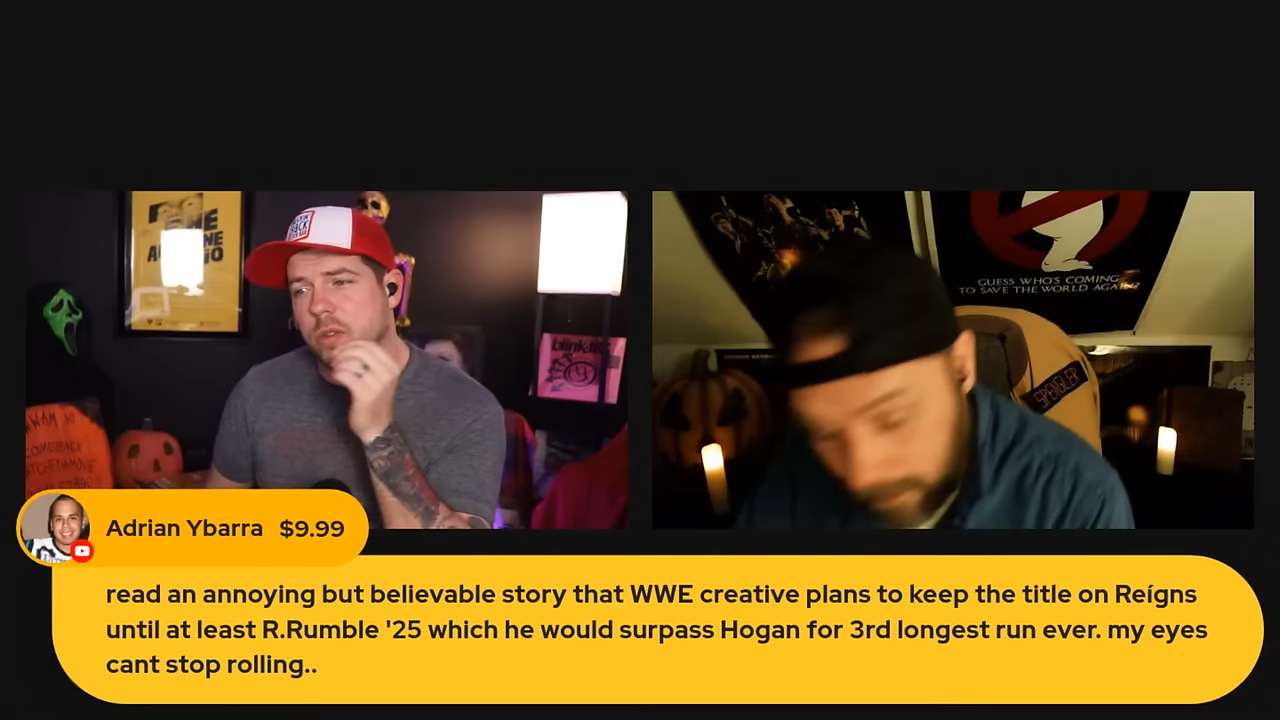 GUESS WHO'S COMING
TO SAVE THE WORLD AGAIN?
blink-182
SPENGLER
Adrian Ybarra $9.99
read an annoying but believable story that WWE creative plans to keep the title on Reígns
until at least R.Rumble '25 which he would surpass Hogan for 3rd longest run ever. my eyes
cant stop rolling..